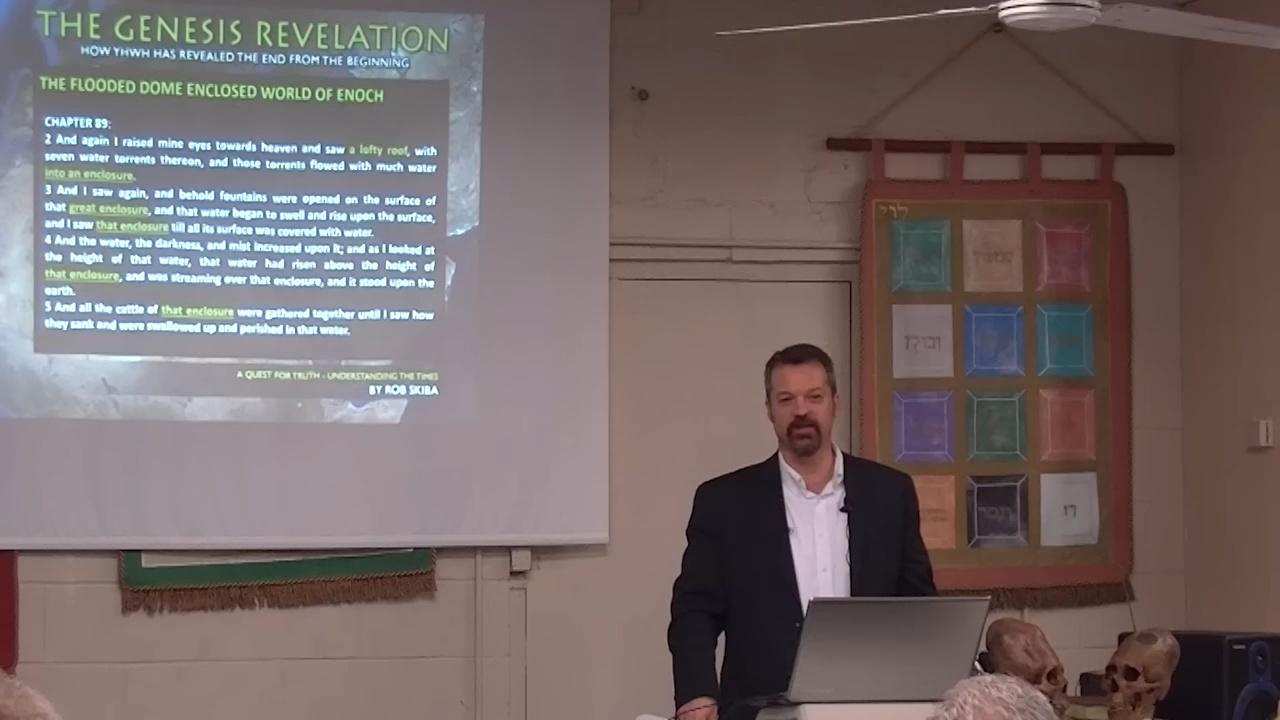 THE GENESIS REVELATION
HOW YHWH HAS REVEALED THE END FROM THE BEGINNING
THE FLOODED DOME ENCLOSED WORLD OF ENOCH
CHAPTER 89:
2 And again I raised mine eyes towards heaven and saw a lofty roof, with
seven water torrents thereon, and those torrents flowed with much water
into an enclosure.
3 And I saw again, and behold fountains were opened on the surface of
that great enclosure, and that water began to swell and rise upon the surface,
and I saw that enclosure till all its surface was covered with water.
4 And the water, the darkness, and mist increased upon it; and as I looked at
the height of that water, that water had risen above the height of
that enclosure, and was streaming over that enclosure, and it stood upon the
earth.
5 And all the cattle of that enclosure were gathered together until I saw how
they sank and were swallowed up and perished in that water.
A QUEST FOR TRUTH - UNDERSTANDING THE TIMES
BY ROB SKIBA
לוי
דן